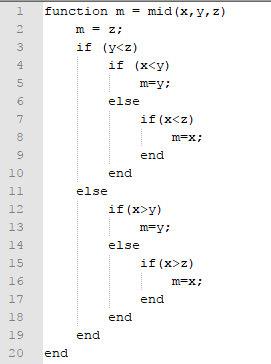 1 function m = mid(x,y,z)
2     m = z;
3     if (y<z)
4         if (x<y)
5             m=y;
6         else
7             if(x<z)
8                 m=x;
9             end
10         end
11     else
12         if(x>y)
13             m=y;
14         else
15             if(x>z)
16                 m=x;
17             end
18         end
19     end
20 end